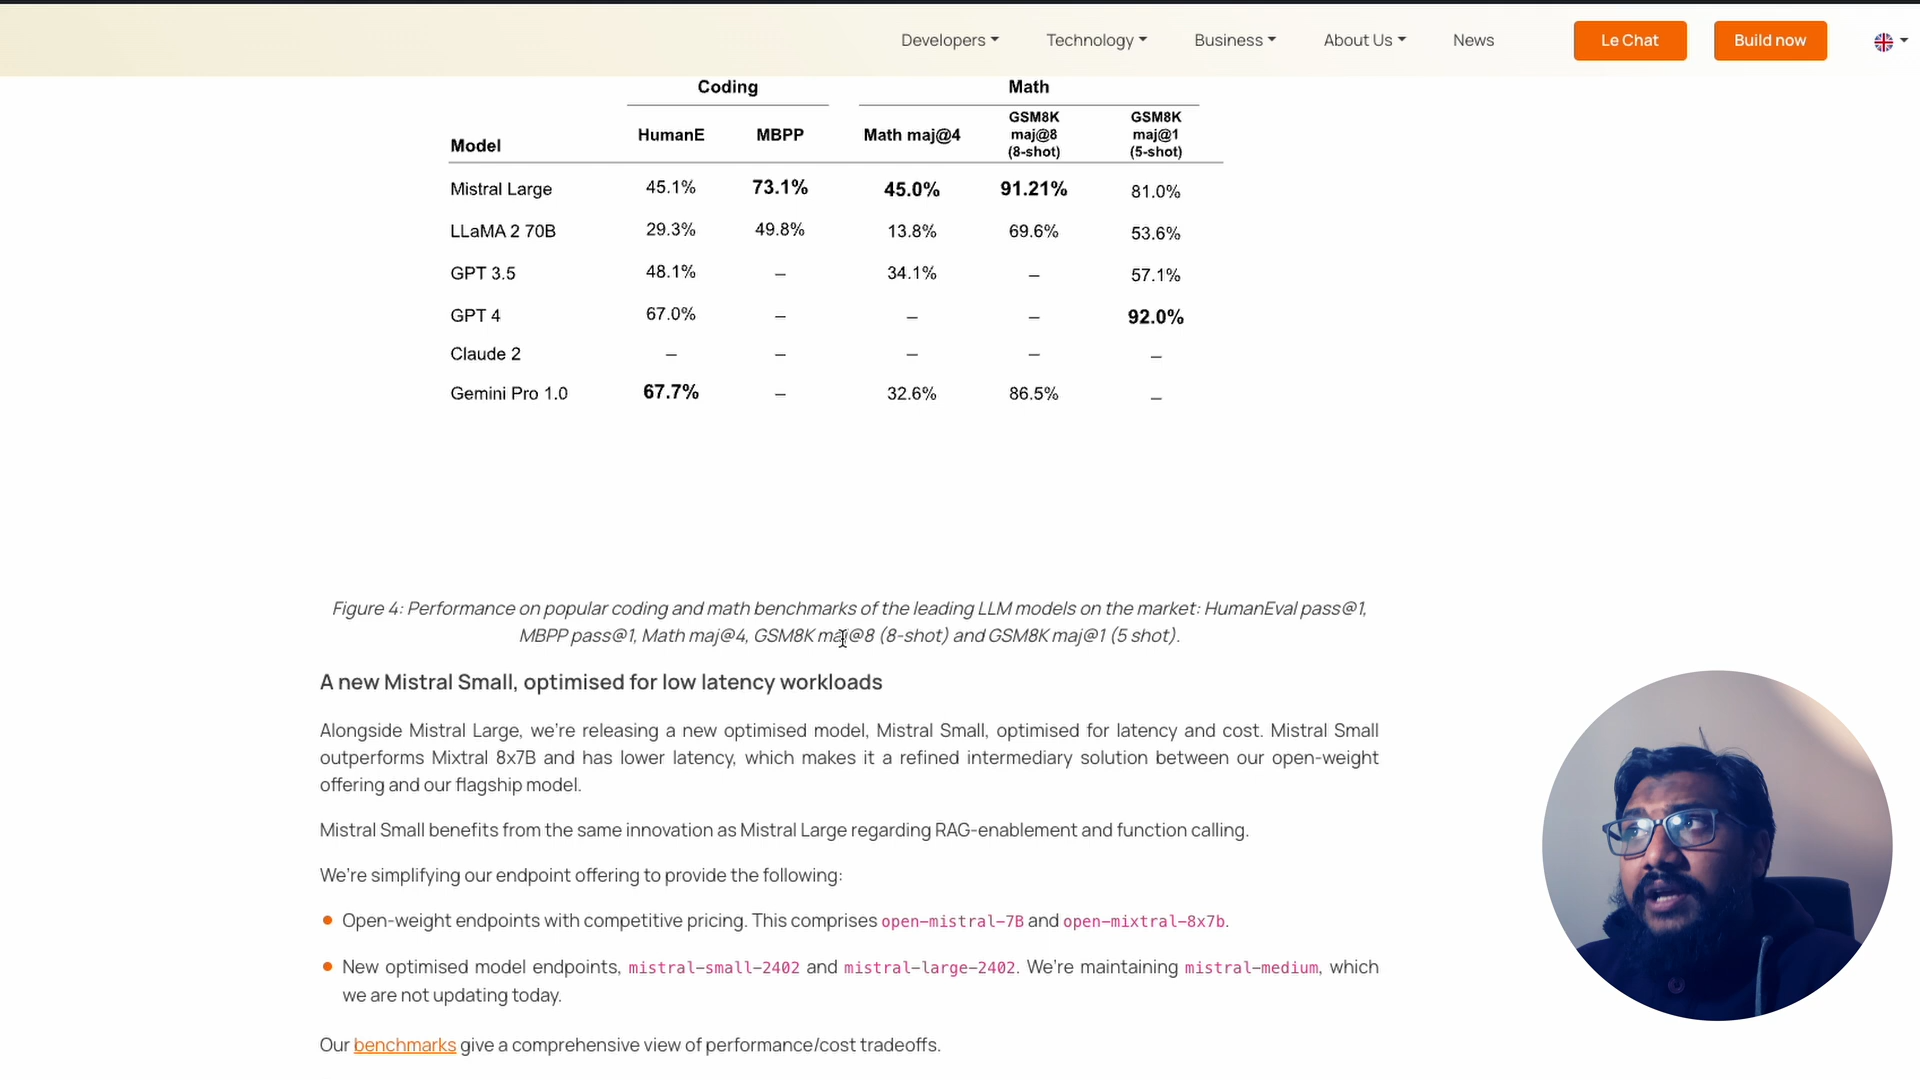 Developers Technology Business About Us News Le Chat Build now
Coding Math
Model HumanE MBPP Math maj@4 GSM8K maj@8 (8-shot) GSM8K maj@1 (5-shot)
Mistral Large 45.1% 73.1% 45.0% 91.21% 81.0%
LLaMA 2 70B 29.3% 49.8% 13.8% 69.6% 53.6%
GPT 3.5 48.1% – 34.1% – 57.1%
GPT 4 67.0% – – – 92.0%
Claude 2 – – – – –
Gemini Pro 1.0 67.7% – 32.6% 86.5% –
Figure 4: Performance on popular coding and math benchmarks of the leading LLM models on the market: HumanEval pass@1,
MBPP pass@1, Math maj@4, GSM8K maj@8 (8-shot) and GSM8K maj@1 (5 shot).
A new Mistral Small, optimised for low latency workloads
Alongside Mistral Large, we’re releasing a new optimised model, Mistral Small, optimised for latency and cost. Mistral Small
outperforms Mixtral 8x7B and has lower latency, which makes it a refined intermediary solution between our open-weight
offering and our flagship model.
Mistral Small benefits from the same innovation as Mistral Large regarding RAG-enablement and function calling.
We’re simplifying our endpoint offering to provide the following:
Open-weight endpoints with competitive pricing. This comprises open-mistral-7B and open-mixtral-8x7b.
New optimised model endpoints, mistral-small-2402 and mistral-large-2402. We’re maintaining mistral-medium, which
we are not updating today.
Our benchmarks give a comprehensive view of performance/cost tradeoffs.